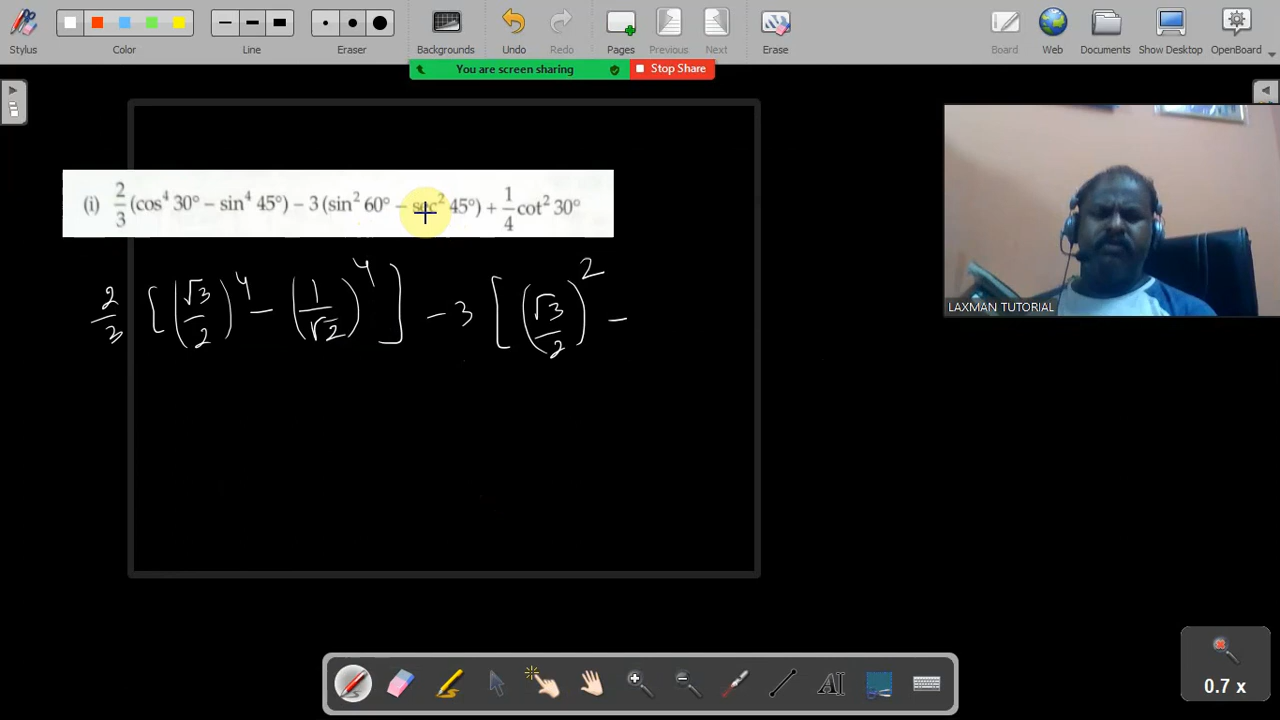 Stylus Color Line Eraser Backgrounds Undo Redo Pages Previous Next Erase Board Web Documents Show Desktop OpenBoard
You are screen sharing Stop Share
(i) 2/3 (cos⁴ 30° − sin⁴ 45°) − 3 (sin² 60° − sec² 45°) + 1/4 cot² 30°
2/3 [(√3/2)⁴ − (1/√2)⁴] − 3 [(√3/2)² −
LAXMAN TUTORIAL
0.7 x